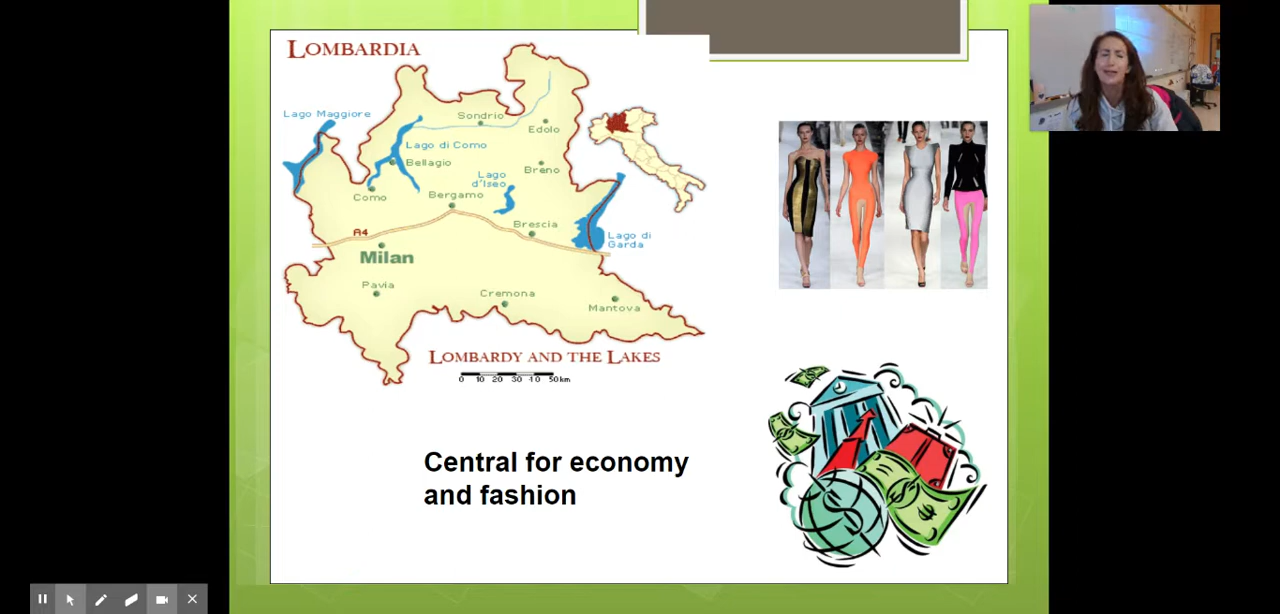 LOMBARDIA
Lago Maggiore
Sondrio
Edolo
Lago di Como
Bellagio
Breno
Lago
d'Iseo
Como
Bergamo
Brescia
A4
Lago di
Garda
Milan
Pavia
Cremona
Mantova
LOMBARDY AND THE LAKES
0 10 20 30 40 50km
Central for economy
and fashion